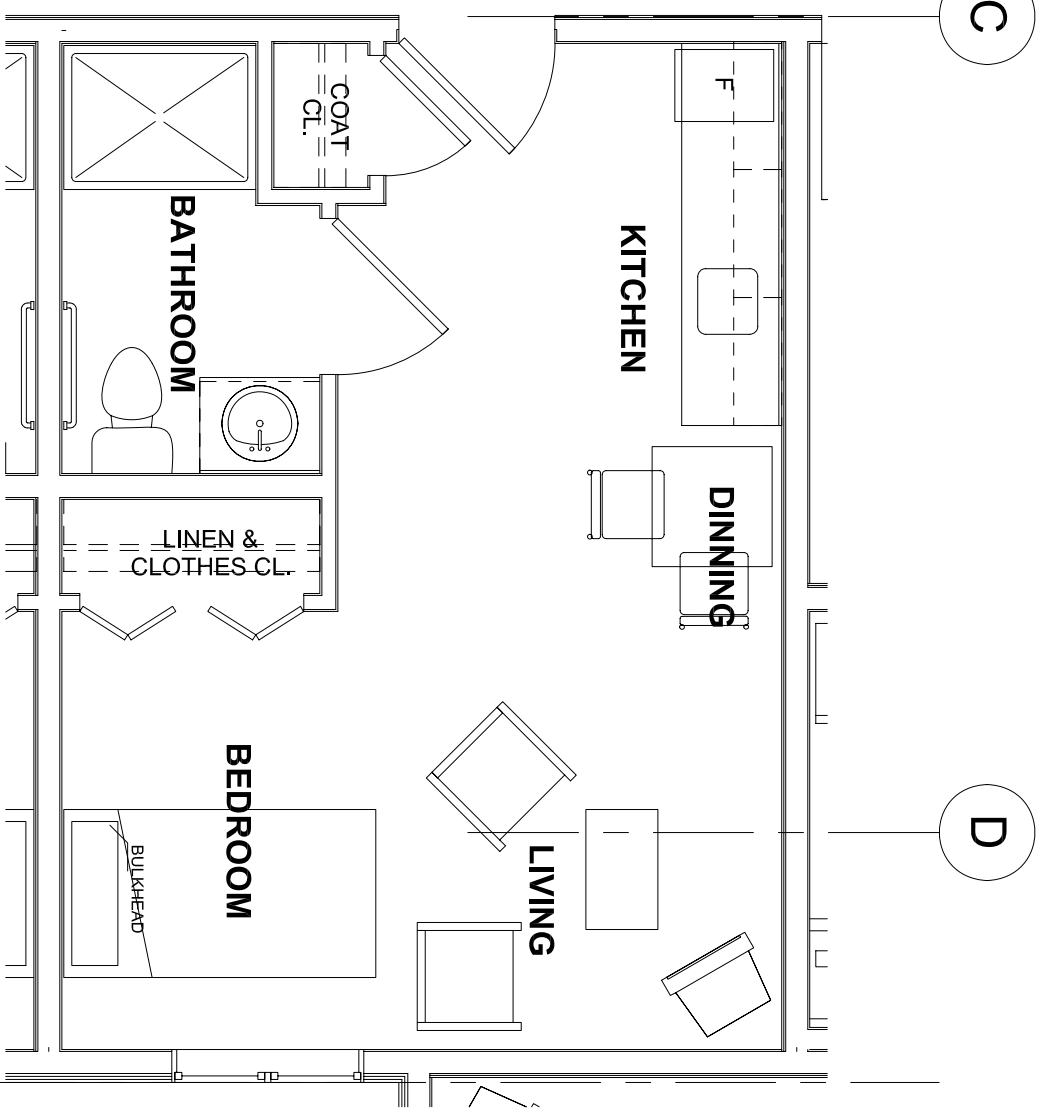 C
COAT
CL.
F
BATHROOM
KITCHEN
DINNING
LINEN &
CLOTHES CL.
BEDROOM
BULKHEAD
LIVING
D